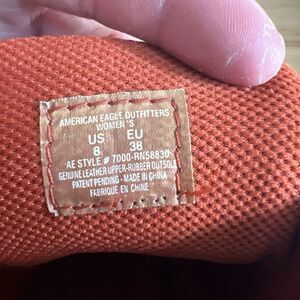 AMERICAN EAGLE OUTFITTERS
WOMEN'S
US EU
8 38
AE STYLE # 7000-RN58830
GENUINE LEATHER UPPER-RUBBER OUTSOLE
PATENT PENDING - MADE IN CHINA
FABRIQUE EN CHINE